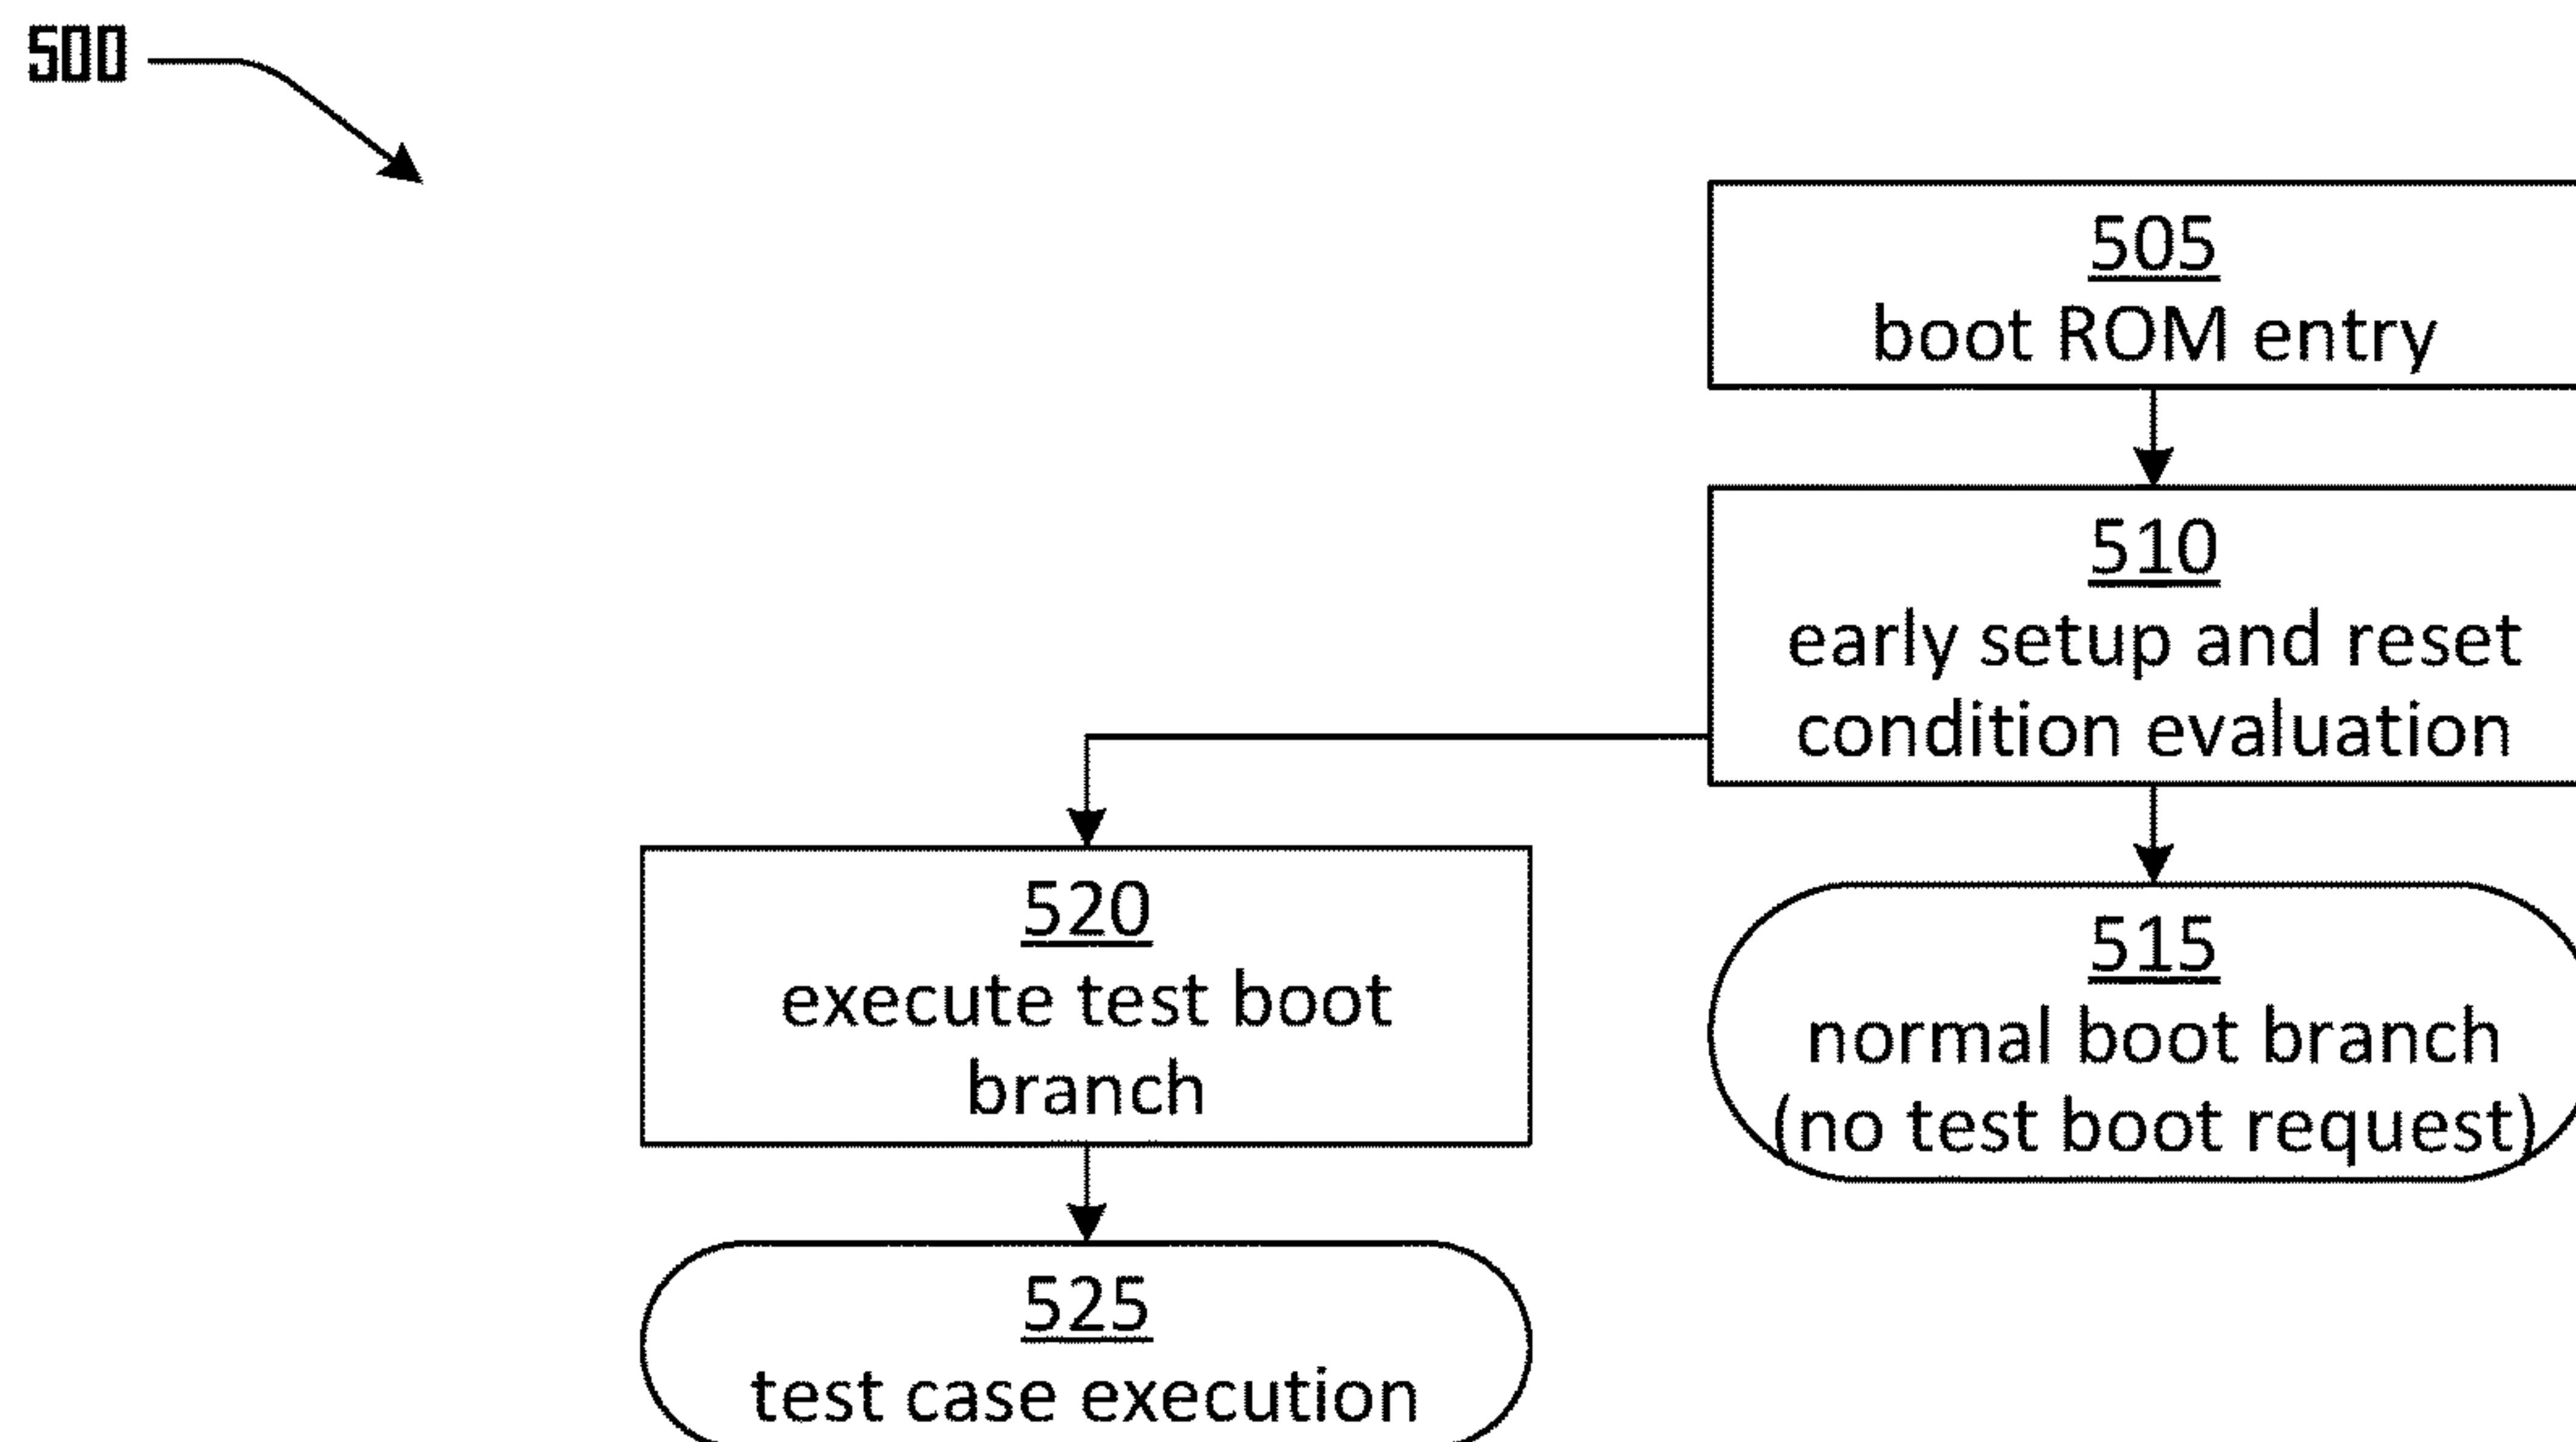 500
505
boot ROM entry
510
early setup and reset
condition evaluation
520
execute test boot
branch
515
normal boot branch
(no test boot request)
525
test case execution